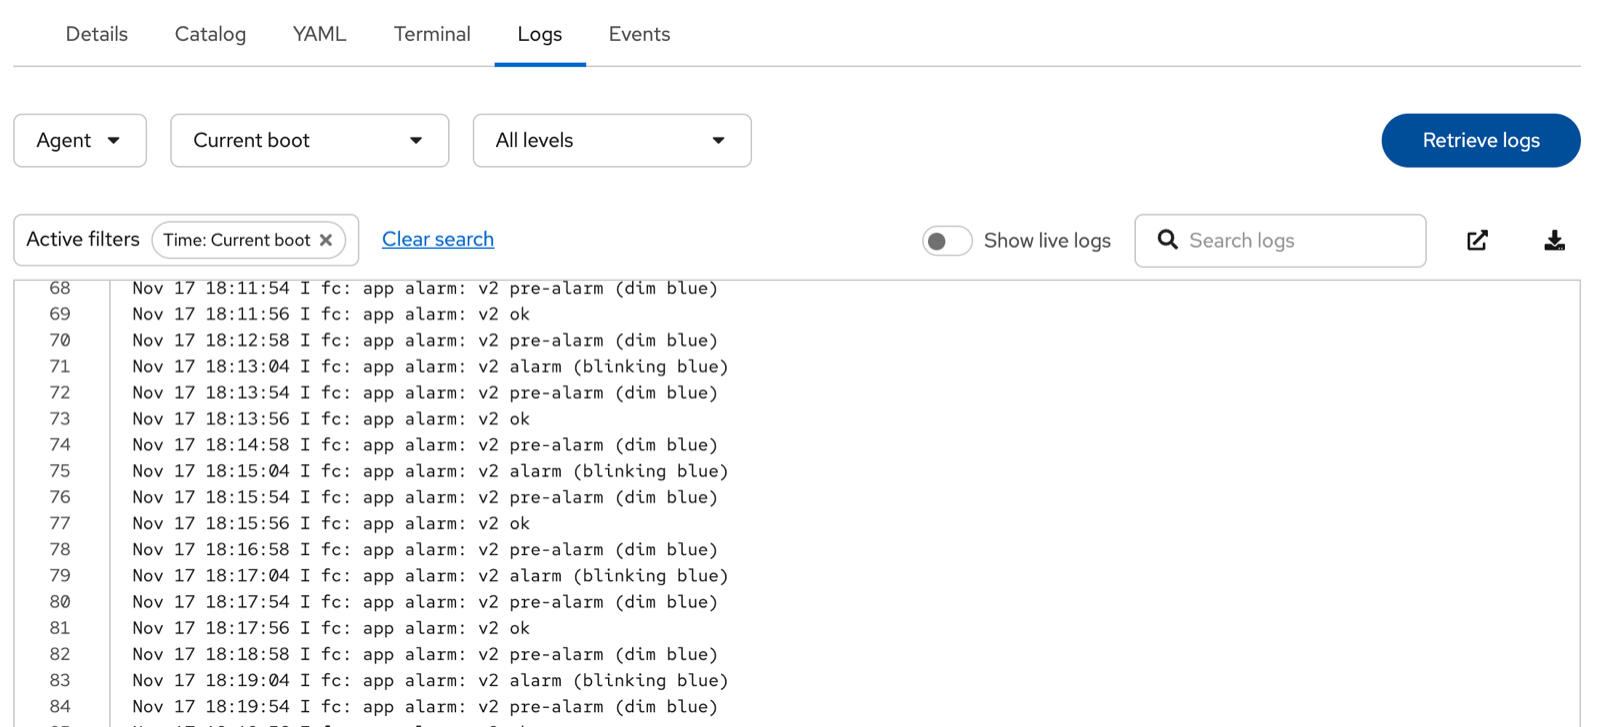 Details Catalog YAML Terminal Logs Events
Agent Current boot All levels Retrieve logs
Active filters Time: Current boot × Clear search Show live logs Search logs
68 Nov 17 18:11:54 I fc: app alarm: v2 pre-alarm (dim blue)
69 Nov 17 18:11:56 I fc: app alarm: v2 ok
70 Nov 17 18:12:58 I fc: app alarm: v2 pre-alarm (dim blue)
71 Nov 17 18:13:04 I fc: app alarm: v2 alarm (blinking blue)
72 Nov 17 18:13:54 I fc: app alarm: v2 pre-alarm (dim blue)
73 Nov 17 18:13:56 I fc: app alarm: v2 ok
74 Nov 17 18:14:58 I fc: app alarm: v2 pre-alarm (dim blue)
75 Nov 17 18:15:04 I fc: app alarm: v2 alarm (blinking blue)
76 Nov 17 18:15:54 I fc: app alarm: v2 pre-alarm (dim blue)
77 Nov 17 18:15:56 I fc: app alarm: v2 ok
78 Nov 17 18:16:58 I fc: app alarm: v2 pre-alarm (dim blue)
79 Nov 17 18:17:04 I fc: app alarm: v2 alarm (blinking blue)
80 Nov 17 18:17:54 I fc: app alarm: v2 pre-alarm (dim blue)
81 Nov 17 18:17:56 I fc: app alarm: v2 ok
82 Nov 17 18:18:58 I fc: app alarm: v2 pre-alarm (dim blue)
83 Nov 17 18:19:04 I fc: app alarm: v2 alarm (blinking blue)
84 Nov 17 18:19:54 I fc: app alarm: v2 pre-alarm (dim blue)